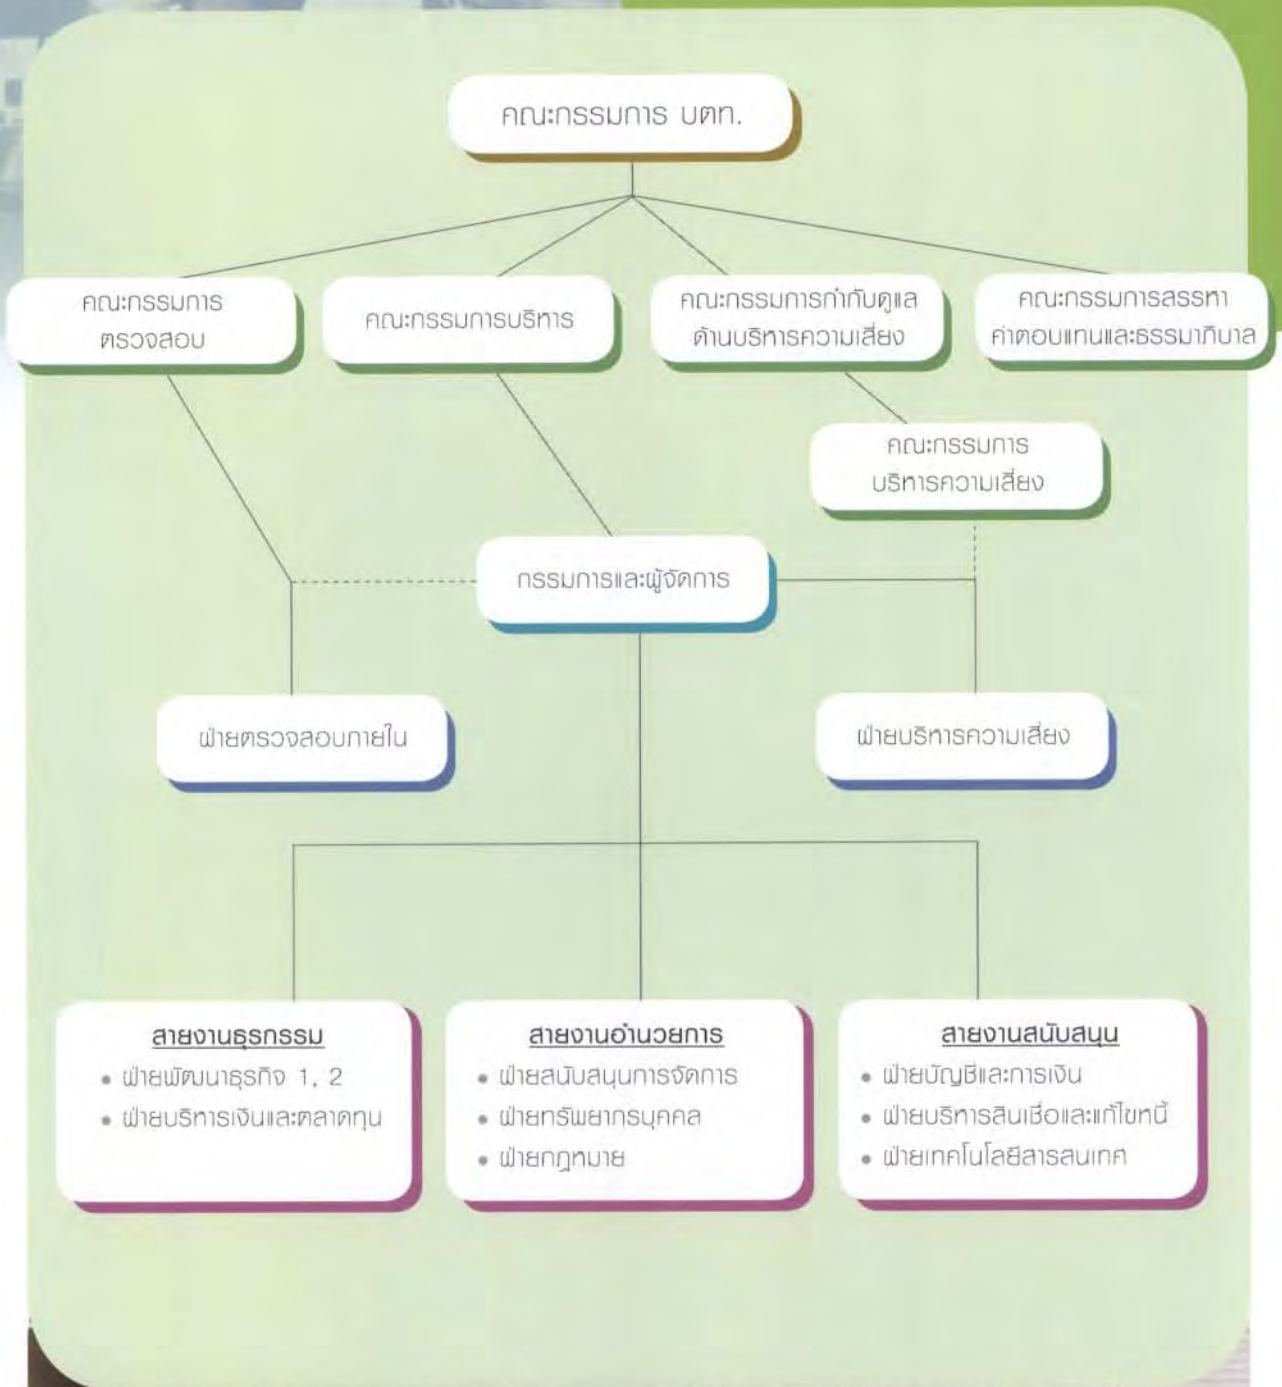 คณะกรรมการ บตท.
คณะกรรมการ
ตรวจสอบ
คณะกรรมการบริหาร
คณะกรรมการกำกับดูแล
ด้านบริหารความเสี่ยง
คณะกรรมการสรรหา
ค่าตอบแทนและธรรมาภิบาล
คณะกรรมการ
บริหารความเสี่ยง
กรรมการและผู้จัดการ
ฝ่ายตรวจสอบภายใน
ฝ่ายบริหารความเสี่ยง
สายงานธุรกรรม
• ฝ่ายพัฒนาธุรกิจ 1, 2
• ฝ่ายบริหารเงินและตลาดทุน
สายงานอำนวยการ
• ฝ่ายสนับสนุนการจัดการ
• ฝ่ายทรัพยากรบุคคล
• ฝ่ายกฎหมาย
สายงานสนับสนุน
• ฝ่ายบัญชีและการเงิน
• ฝ่ายบริหารสินเชื่อและแก้ไขหนี้
• ฝ่ายเทคโนโลยีสารสนเทศ